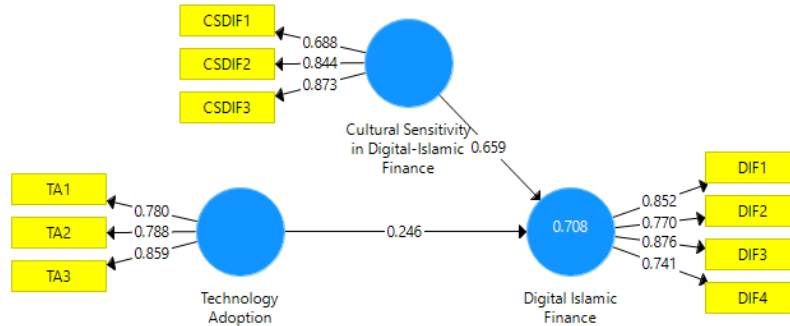 CSDIF1
0.688
CSDIF2
0.844
CSDIF3
0.873
Cultural Sensitivity
in Digital-Islamic
Finance
0.659
TA1
0.780
TA2
0.788
TA3
0.859
Technology
Adoption
0.246
0.708
Digital Islamic
Finance
DIF1
0.852
DIF2
0.770
DIF3
0.876
DIF4
0.741